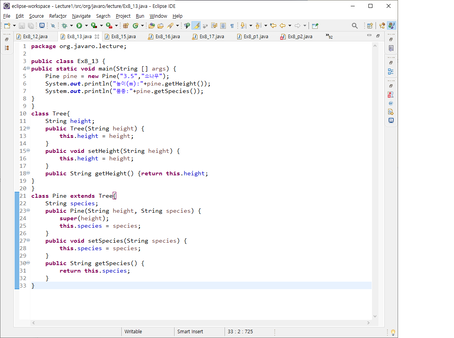 eclipse-workspace - Lecture1/src/org/javaro/lecture/Ex8_13.java - Eclipse IDE
File Edit Source Refactor Navigate Search Project Run Window Help
Ex8_12.java Ex8_13.java Ex8_15.java Ex8_16.java Ex8_17.java Ex8_p1.java Ex8_p2.java
1 package org.javaro.lecture;
2
3 public class Ex8_13 {
4 public static void main(String [] args) {
5 Pine pine = new Pine("3.5","소나무");
6 System.out.println("높이(m):"+pine.getHeight());
7 System.out.println("품종:"+pine.getSpecies());
8 }
9 }
10 class Tree{
11 String height;
12 public Tree(String height) {
13 this.height = height;
14 }
15 public void setHeight(String height) {
16 this.height = height;
17 }
18 public String getHeight() {return this.height;
19 }
20 }
21 class Pine extends Tree{
22 String species;
23 public Pine(String height, String species) {
24 super(height);
25 this.species = species;
26 }
27 public void setSpecies(String species) {
28 this.species = species;
29 }
30 public String getSpecies() {
31 return this.species;
32 }
33 }
Writable Smart Insert 33 : 2 : 725